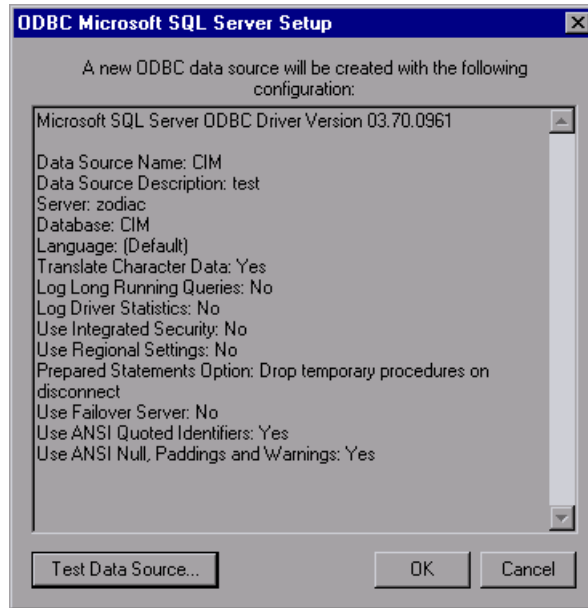 ODBC Microsoft SQL Server Setup
A new ODBC data source will be created with the following
configuration:
Microsoft SQL Server ODBC Driver Version 03.70.0961
Data Source Name: CIM
Data Source Description: test
Server: zodiac
Database: CIM
Language: (Default)
Translate Character Data: Yes
Log Long Running Queries: No
Log Driver Statistics: No
Use Integrated Security: No
Use Regional Settings: No
Prepared Statements Option: Drop temporary procedures on
disconnect
Use Failover Server: No
Use ANSI Quoted Identifiers: Yes
Use ANSI Null, Paddings and Warnings: Yes
Test Data Source... OK Cancel